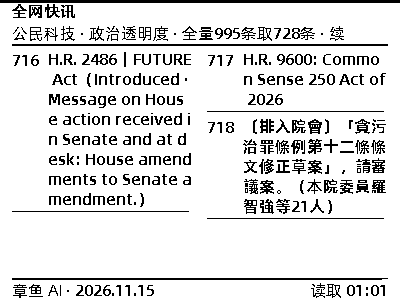 全网快讯
公民科技 · 政治透明度 · 全量995条取728条 · 续
716 H.R. 2486 | FUTURE
Act (Introduced ·
Message on Hous
e action received i
n Senate and at d
esk: House amend
ments to Senate a
mendment.)
717 H.R. 9600: Commo
n Sense 250 Act of
2026
718 〔排入院會〕「貪污
治罪條例第十二條條
文修正草案」，請審
議案。（本院委員羅
智強等21人）
章鱼 AI · 2026.11.15
读取 01:01